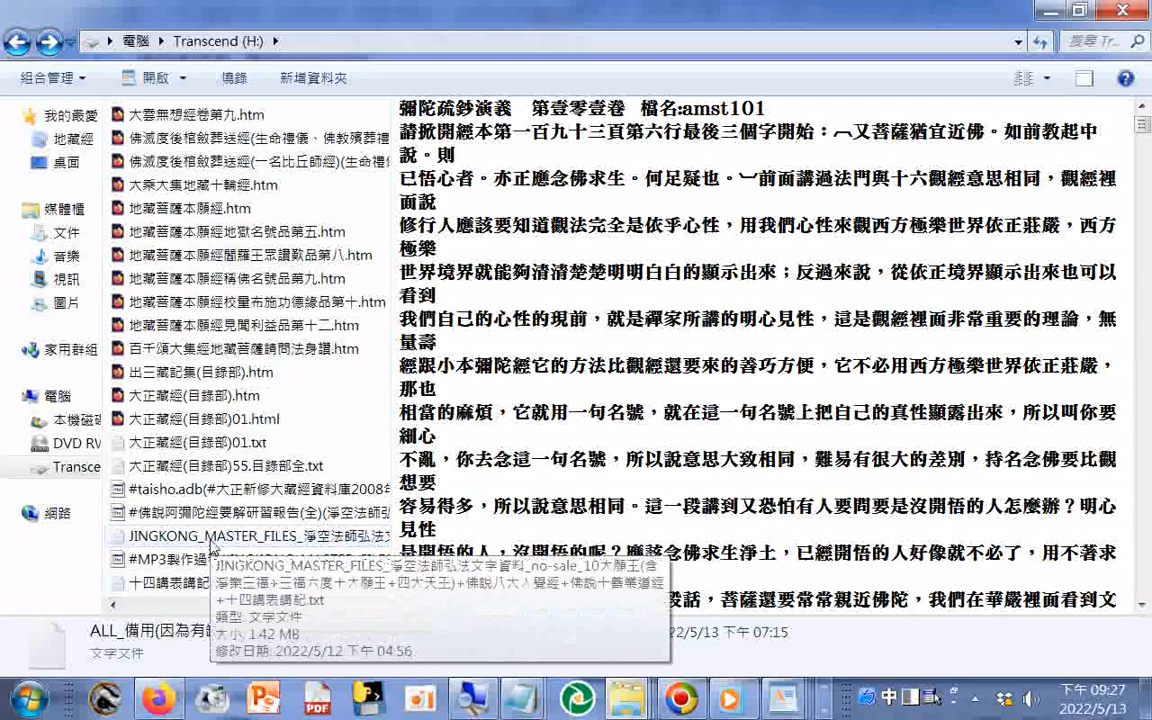 電腦 Transcend (H:)
搜尋 Tr...
組合管理 開啟 燒錄 新增資料夾
我的最愛
地藏經
桌面
媒體櫃
文件
音樂
視訊
圖片
家用群組
電腦
本機磁碟
DVD RW
Transce
網路
大雲無想經卷第九.htm
佛滅度後棺斂葬送經(生命禮儀、佛教殯葬禮
佛滅度後棺斂葬送經(一名比丘師經)(生命禮
大乘大集地藏十輪經.htm
地藏菩薩本願經.htm
地藏菩薩本願經地獄名號品第五.htm
地藏菩薩本願經閻羅王眾讚歎品第八.htm
地藏菩薩本願經稱佛名號品第九.htm
地藏菩薩本願經校量布施功德緣品第十.htm
地藏菩薩本願經見聞利益品第十二.htm
百千頌大集經地藏菩薩請問法身讚.htm
出三藏記集(目錄部).htm
大正藏經(目錄部).htm
大正藏經(目錄部)01.html
大正藏經(目錄部)01.txt
大正藏經(目錄部)55.目錄部全.txt
#taisho.adb(#大正新修大藏經資料庫2008年
#佛說阿彌陀經要解研習報告(全)(淨空法師弘
JINGKONG_MASTER_FILES_淨空法師弘法文
#MP3製作過
十四講表講記
JINGKONG_MASTER_FILES_淨空法師弘法文字資料_no-sale_10大願王(含
淨業三福+三福六度十大願王+四大天王)+佛說八大人覺經+佛說十善業道經
+十四講表講記.txt
類型: 文字文件
大小: 1.42 MB
修改日期: 2022/5/12 下午 04:56
彌陀疏鈔演義 第壹零壹卷 檔名:amst101
請掀開經本第一百九十三頁第六行最後三個字開始：︹又菩薩猶宜近佛。如前教起中
說。則
已悟心者。亦正應念佛求生。何足疑也。︺前面講過法門與十六觀經意思相同，觀經裡
面說
修行人應該要知道觀法完全是依乎心性，用我們心性來觀西方極樂世界依正莊嚴，西方
極樂
世界境界就能夠清清楚楚明明白白的顯示出來；反過來說，從依正境界顯示出來也可以
看到
我們自己的心性的現前，就是禪家所講的明心見性，這是觀經裡面非常重要的理論，無
量壽
經跟小本彌陀經它的方法比觀經還要來的善巧方便，它不必用西方極樂世界依正莊嚴，
那也
相當的麻煩，它就用一句名號，就在這一句名號上把自己的真性顯露出來，所以叫你要
細心
不亂，你去念這一句名號，所以說意思大致相同，難易有很大的差別，持名念佛要比觀
想要
容易得多，所以說意思相同。這一段講到又恐怕有人要問要是沒開悟的人怎麼辦？明心
見性
是開悟的人，沒開悟的呢？應該念佛求生淨土，已經開悟的人好像就不必了，用不著求
話，菩薩還要常常親近佛陀，我們在華嚴裡面看到文
ALL_備用(因為有
文字文件
22/5/13 下午 07:15
中
下午 09:27
2022/5/13